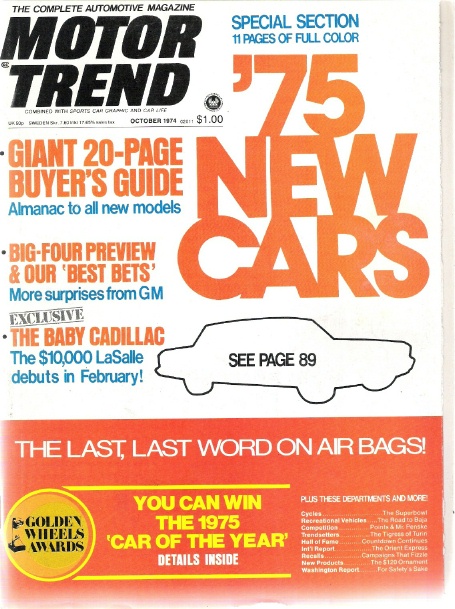 THE COMPLETE AUTOMOTIVE MAGAZINE
MOTOR
TREND
COMBINED WITH SPORTS CAR GRAPHIC AND CAR LIFE
OCTOBER 1974 $1.00
SPECIAL SECTION
11 PAGES OF FULL COLOR
'75
NEW
CARS
• GIANT 20-PAGE
BUYER'S GUIDE
Almanac to all new models
• BIG-FOUR PREVIEW
& OUR 'BEST BETS'
More surprises from GM
EXCLUSIVE
• THE BABY CADILLAC
The $10,000 LaSalle
debuts in February!
SEE PAGE 89
THE LAST, LAST WORD ON AIR BAGS!
GOLDEN
WHEELS
AWARDS
YOU CAN WIN
THE 1975
'CAR OF THE YEAR'
DETAILS INSIDE
PLUS THESE DEPARTMENTS AND MORE!
Cycles.....The Superbowl
Recreational Vehicles.....The Road to Baja
Competition.....Points & Mr. Penske
Trendsetters.....The Tigress of Turin
Hall of Fame.....Countdown Continues
Int'l Report.....The Orient Express
Recalls.....Campaigns That Fizzle
New Products.....The $120 Ornament
Washington Report.....For Safety's Sake